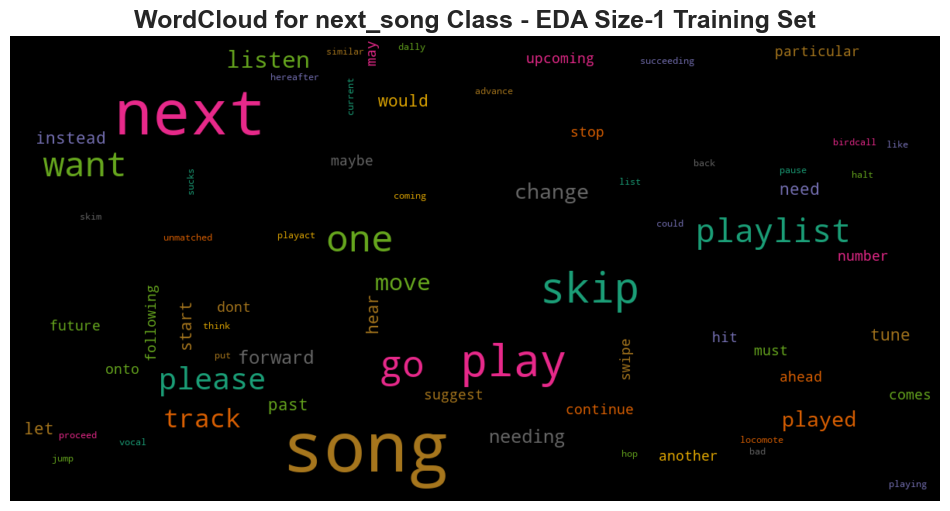 WordCloud for next_song Class - EDA Size-1 Training Set
similar
may
dally
listen
upcoming
succeeding
particular
hereafter
current
would
advance
next
instead
want
stop
birdcall
like
maybe
back
pause
halt
sucks
change
list
need
coming
skim
one
playact
unmatched
could
playlist
number
move
skip
following
start
dont
hear
future
think
hit
tune
put
forward
go
play
swipe
must
onto
please
ahead
suggest
comes
past
continue
track
played
let
proceed
vocal
song
needing
locomote
bad
another
hop
jump
playing